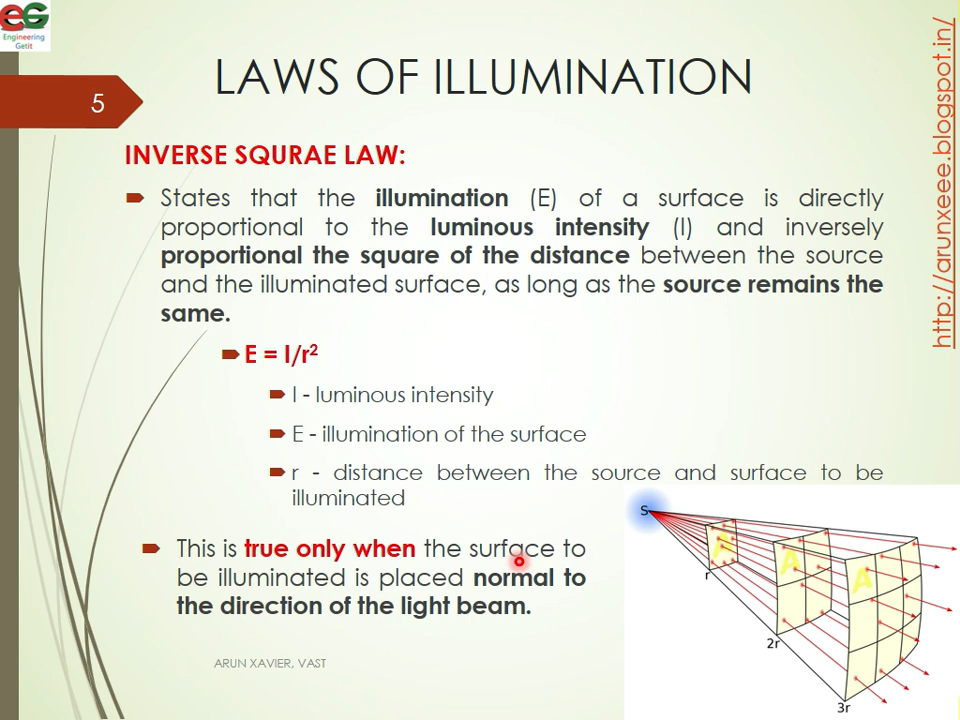 EG
Engineering
Getit
5
LAWS OF ILLUMINATION
http://arunxeee.blogspot.in/
INVERSE SQURAE LAW:
States that the illumination (E) of a surface is directly
proportional to the luminous intensity (I) and inversely
proportional the square of the distance between the source
and the illuminated surface, as long as the source remains the
same.
E = I/r²
I - luminous intensity
E - illumination of the surface
r - distance between the source and surface to be
illuminated
This is true only when the surface to
be illuminated is placed normal to
the direction of the light beam.
S
A
A
A
r
2r
3r
ARUN XAVIER, VAST